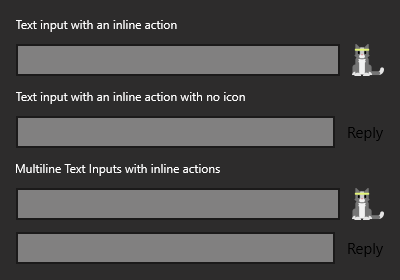 Text input with an inline action
Text input with an inline action with no icon
Reply
Multiline Text Inputs with inline actions
Reply